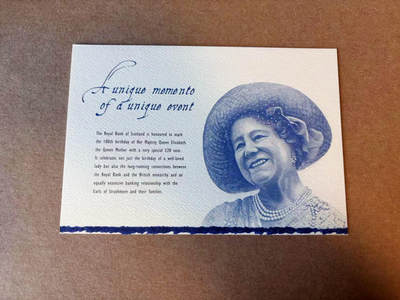 A unique memento
of a unique event
The Royal Bank of Scotland is honoured to mark
the 100th birthday of Her Majesty Queen Elizabeth
the Queen Mother with a very special £20 note.
It celebrates not just the birthday of a well-loved
lady but also the long-running connections between
the Royal Bank and the British monarchy and an
equally extensive banking relationship with the
Earls of Strathmore and their families.